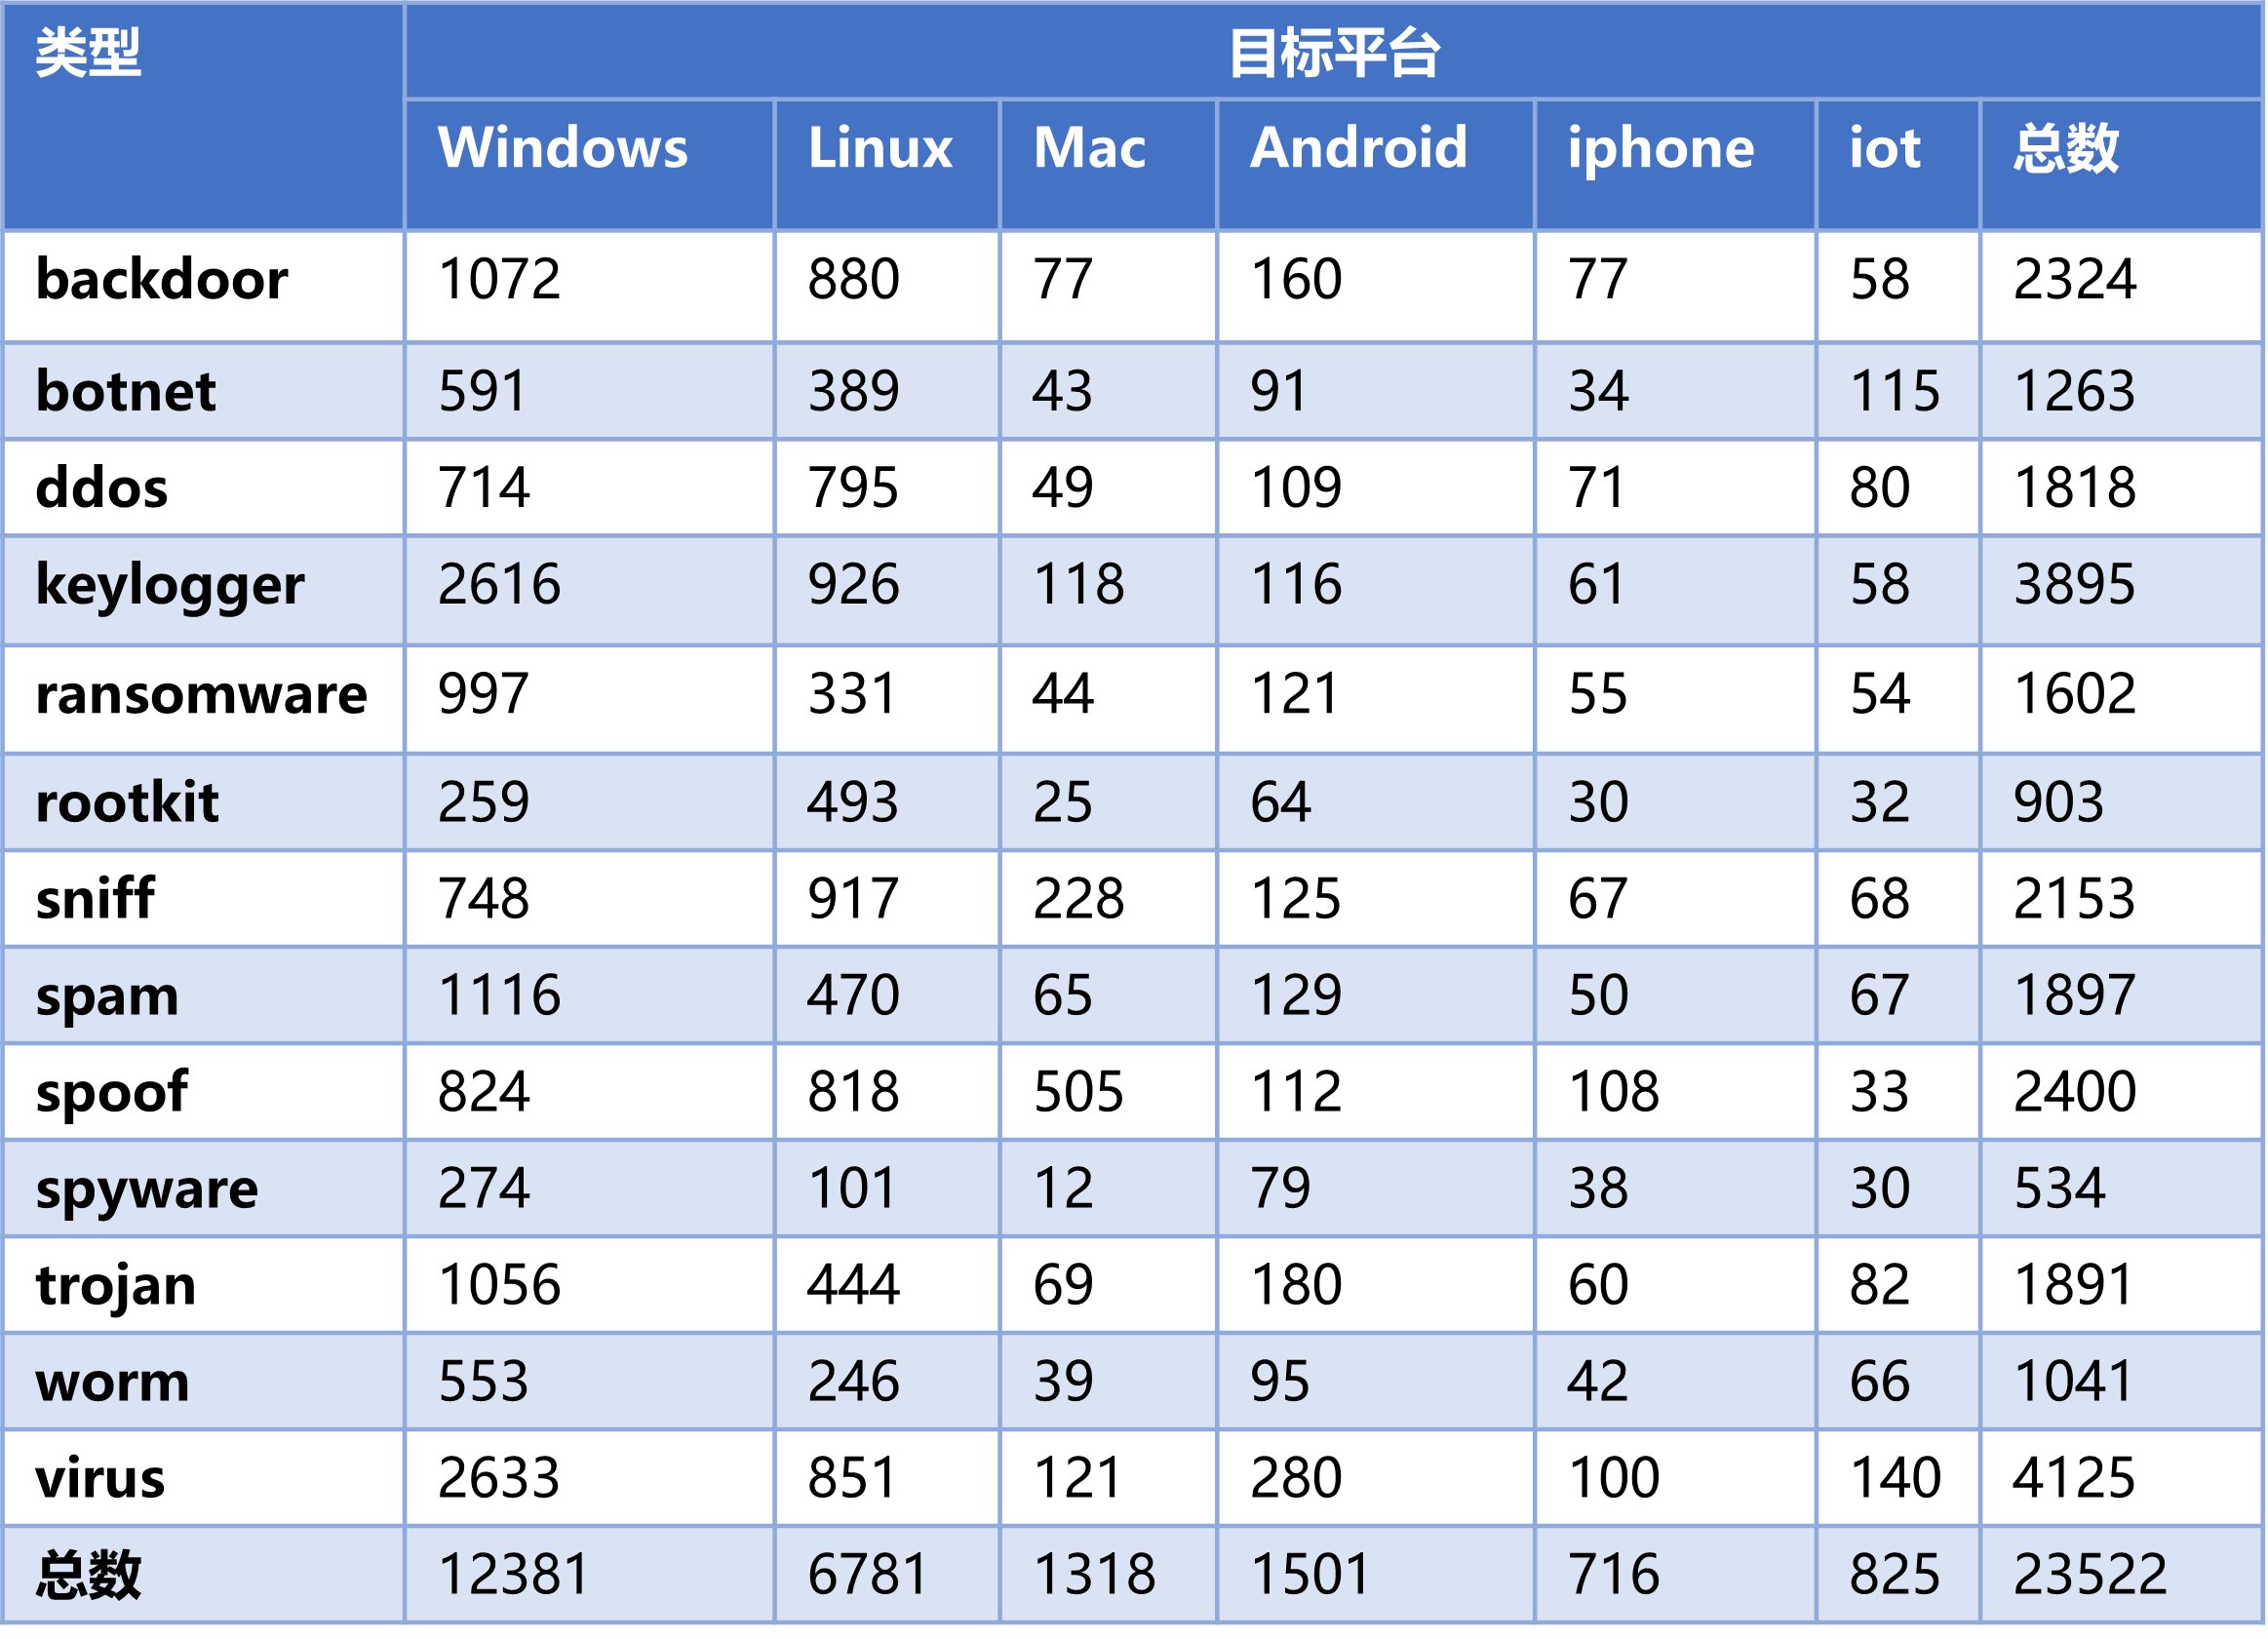 类型 目标平台
Windows Linux Mac Android iphone iot 总数
backdoor 1072 880 77 160 77 58 2324
botnet 591 389 43 91 34 115 1263
ddos 714 795 49 109 71 80 1818
keylogger 2616 926 118 116 61 58 3895
ransomware 997 331 44 121 55 54 1602
rootkit 259 493 25 64 30 32 903
sniff 748 917 228 125 67 68 2153
spam 1116 470 65 129 50 67 1897
spoof 824 818 505 112 108 33 2400
spyware 274 101 12 79 38 30 534
trojan 1056 444 69 180 60 82 1891
worm 553 246 39 95 42 66 1041
virus 2633 851 121 280 100 140 4125
总数 12381 6781 1318 1501 716 825 23522